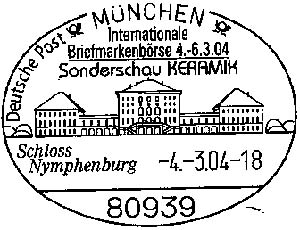 Deutsche Post
MÜNCHEN
Internationale
Briefmarkenbörse 4.-6.3.04
Sonderschau KERAMIK
Schloss
Nymphenburg
-4.-3.04-18
80939